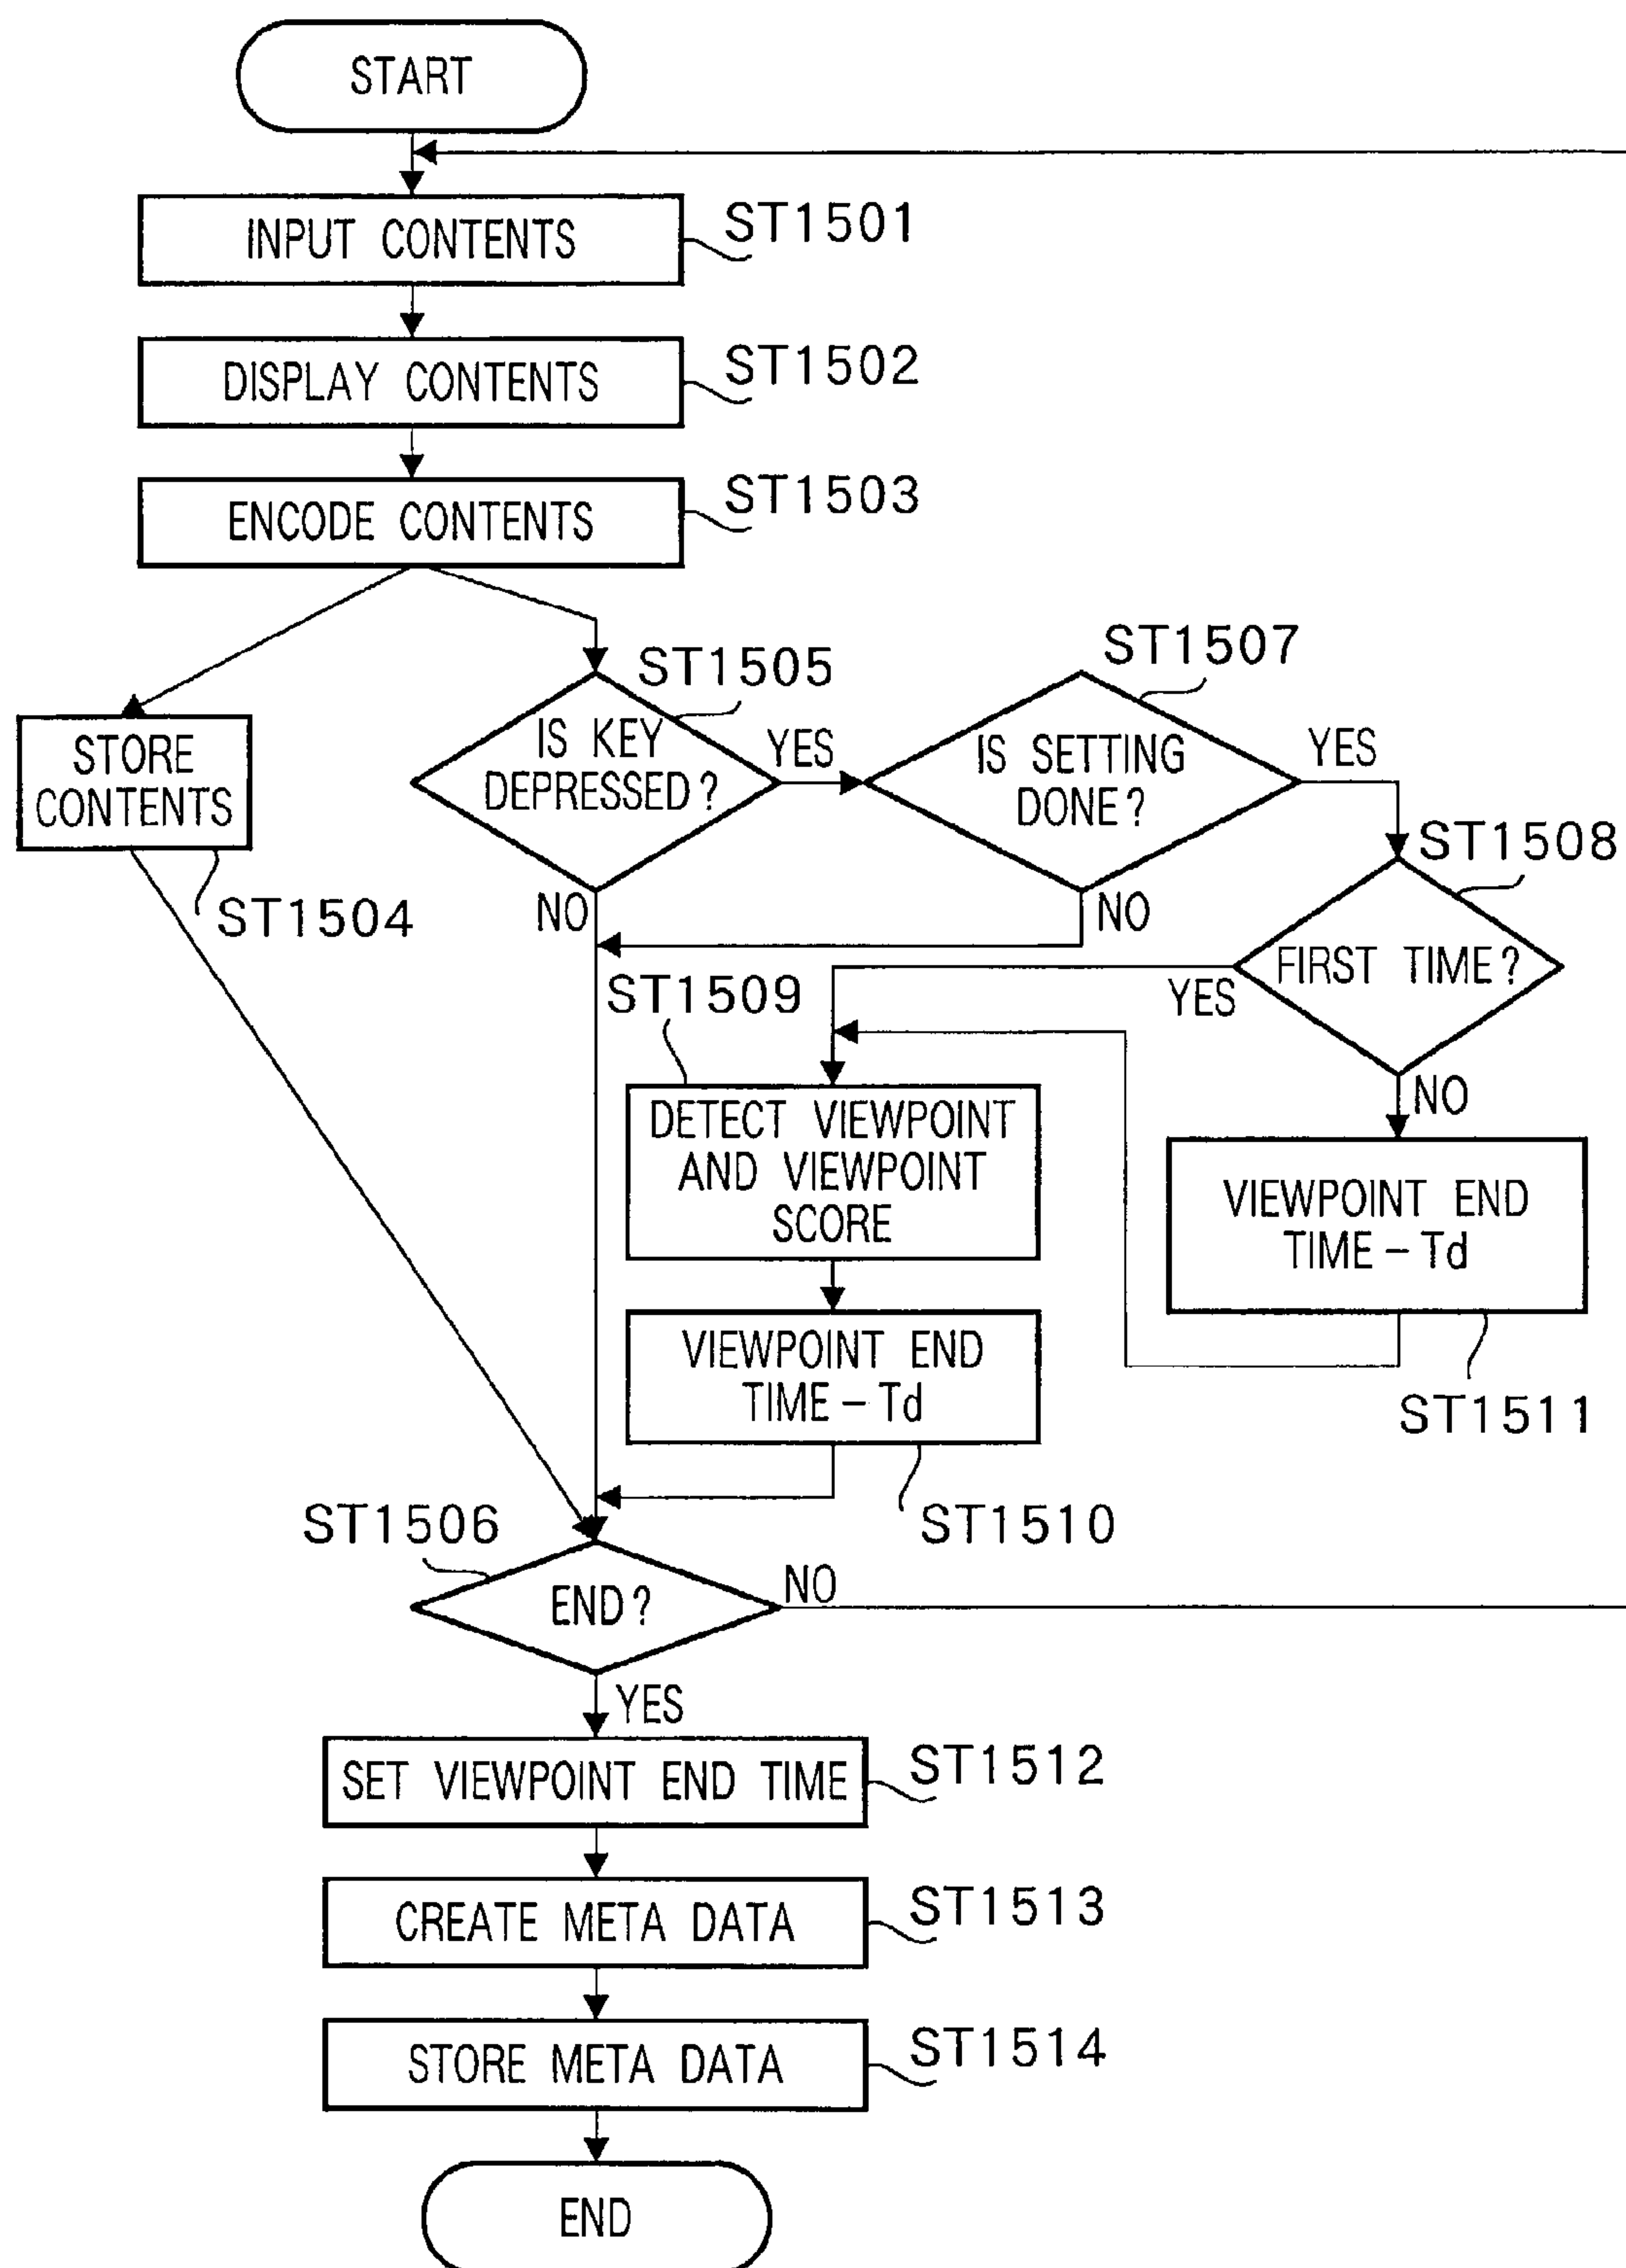 START
INPUT CONTENTS
ST1501
DISPLAY CONTENTS
ST1502
ENCODE CONTENTS
ST1503
STORE
CONTENTS
ST1504
IS KEY
DEPRESSED?
ST1505
YES
NO
IS SETTING
DONE?
ST1507
YES
NO
ST1508
FIRST TIME?
YES
NO
ST1509
DETECT VIEWPOINT
AND VIEWPOINT
SCORE
VIEWPOINT END
TIME – Td
ST1511
VIEWPOINT END
TIME – Td
ST1510
ST1506
END?
NO
YES
SET VIEWPOINT END TIME
ST1512
CREATE META DATA
ST1513
STORE META DATA
ST1514
END